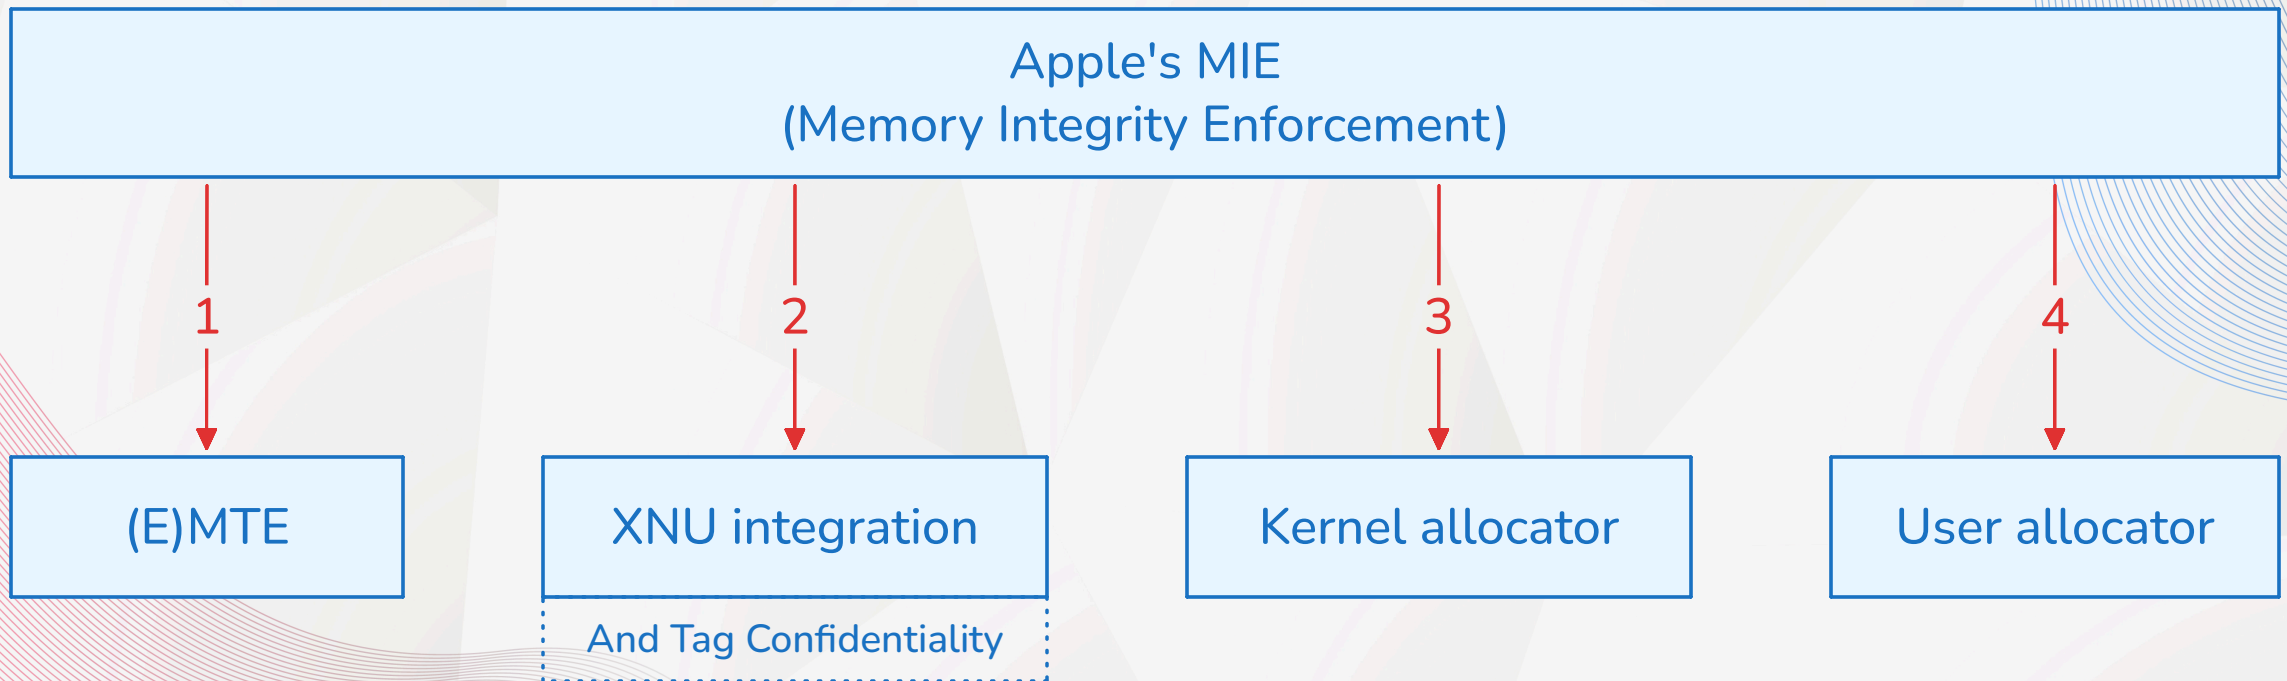 Apple's MIE
(Memory Integrity Enforcement)
1
2
3
4
(E)MTE
XNU integration
Kernel allocator
User allocator
And Tag Confidentiality